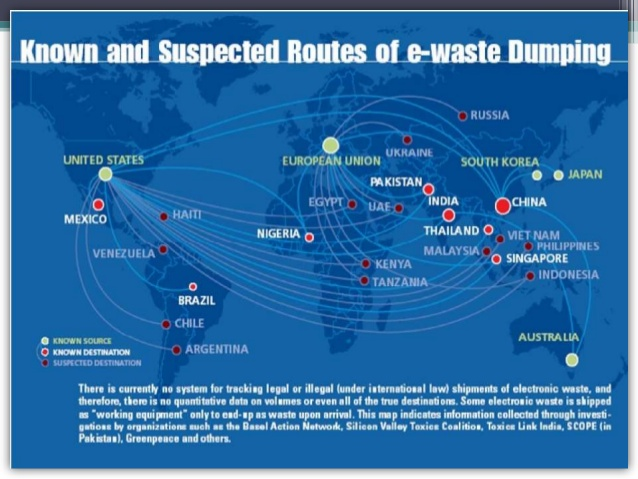 Known and Suspected Routes of e-waste Dumping
RUSSIA
UKRAINE
UNITED STATES
EUROPEAN UNION
SOUTH KOREA
JAPAN
PAKISTAN
INDIA
CHINA
EGYPT
UAE
MEXICO
HAITI
NIGERIA
THAILAND
VIET NAM
PHILIPPINES
MALAYSIA
SINGAPORE
VENEZUELA
KENYA
TANZANIA
INDONESIA
BRAZIL
CHILE
ARGENTINA
AUSTRALIA
KNOWN SOURCE
KNOWN DESTINATION
SUSPECTED DESTINATION
There is currently no system for tracking legal or illegal (under international law) shipments of electronic waste, and
therefore, there is no quantitative data on volumes or even all of the true destinations. Some electronic waste is shipped
as "working equipment" only to end-up as waste upon arrival. This map indicates information collected through investi-
gations by organizations such as the Basel Action Network, Silicon Valley Toxics Coalition, Toxics Link India, SCOPE (in
Pakistan), Greenpeace and others.